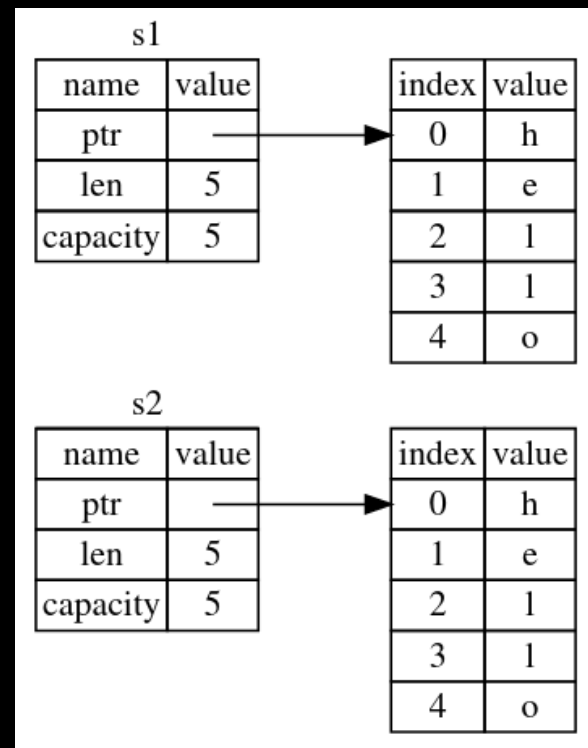 s1
name value
ptr
len 5
capacity 5
index value
0 h
1 e
2 l
3 l
4 o
s2
name value
ptr
len 5
capacity 5
index value
0 h
1 e
2 l
3 l
4 o